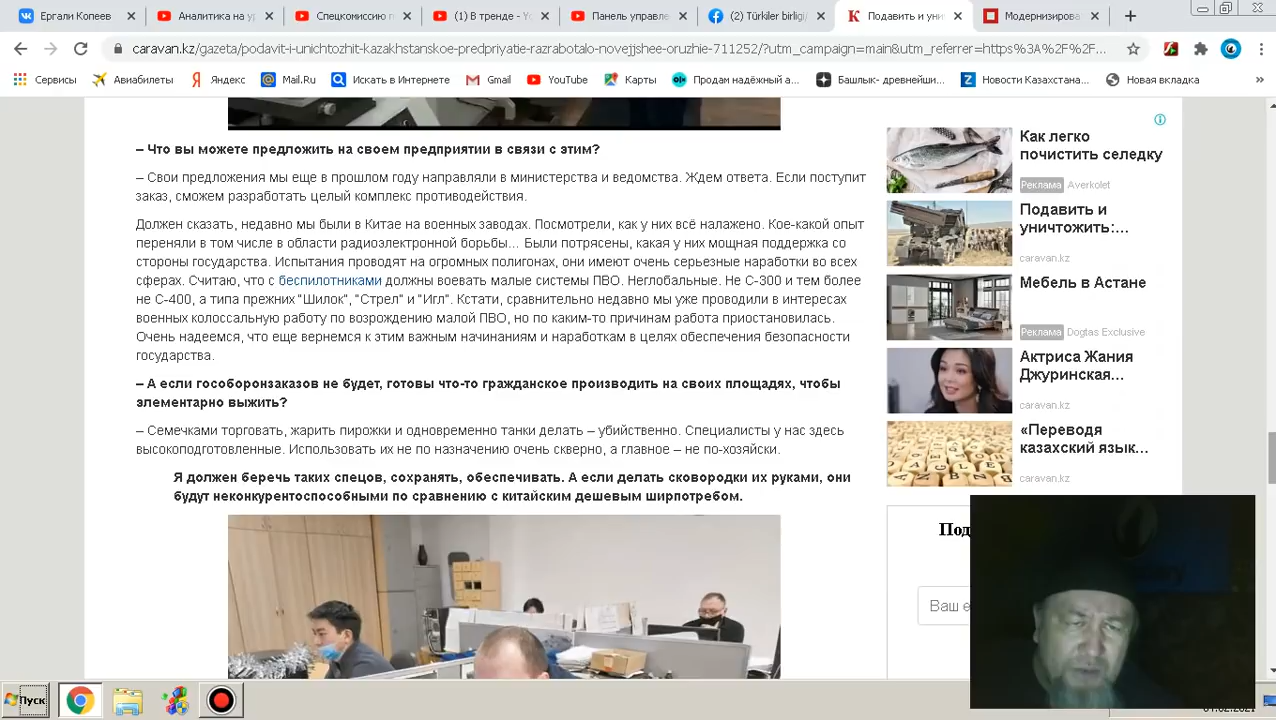 Ергали Копеев
Аналитика на ур
Спецкомиссию г
(1) В тренде - Yo
Панель управле
(2) Türkiler birligi/
Подавить и уни
Модернизирова
caravan.kz/gazeta/podavit-i-unichtozhit-kazakhstanskoe-predpriyatie-razrabotalo-novejjshee-oruzhie-711252/?utm_campaign=main&utm_referrer=https%3A%2F%2F...
Сервисы
Авиабилеты
Яндекс
Mail.Ru
Искать в Интернете
Gmail
YouTube
Карты
Продам надёжный а...
Башлык- древнейши...
Новости Казахстана...
Новая вкладка
»
– Что вы можете предложить на своем предприятии в связи с этим?
– Свои предложения мы еще в прошлом году направляли в министерства и ведомства. Ждем ответа. Если поступит
заказ, сможем разработать целый комплекс противодействия.
Должен сказать, недавно мы были в Китае на военных заводах. Посмотрели, как у них всё налажено. Кое-какой опыт
переняли в том числе в области радиоэлектронной борьбы… Были потрясены, какая у них мощная поддержка со
стороны государства. Испытания проводят на огромных полигонах, они имеют очень серьезные наработки во всех
сферах. Считаю, что с беспилотниками должны воевать малые системы ПВО. Неглобальные. Не С-300 и тем более
не С-400, а типа прежних "Шилок", "Стрел" и "Игл". Кстати, сравнительно недавно мы уже проводили в интересах
военных колоссальную работу по возрождению малой ПВО, но по каким-то причинам работа приостановилась.
Очень надеемся, что еще вернемся к этим важным начинаниям и наработкам в целях обеспечения безопасности
государства.
– А если гособоронзаказов не будет, готовы что-то гражданское производить на своих площадях, чтобы
элементарно выжить?
– Семечками торговать, жарить пирожки и одновременно танки делать – убийственно. Специалисты у нас здесь
высокоподготовленные. Использовать их не по назначению очень скверно, а главное – не по-хозяйски.
Я должен беречь таких спецов, сохранять, обеспечивать. А если делать сковородки их руками, они
будут неконкурентоспособными по сравнению с китайским дешевым ширпотребом.
Как легко
почистить селедку
Реклама Averkolet
Подавить и
уничтожить:...
caravan.kz
Мебель в Астане
Реклама Dogtas Exclusive
Актриса Жания
Джуринская...
caravan.kz
«Переводя
казахский язык...
caravan.kz
Под
Ваш e
Пуск